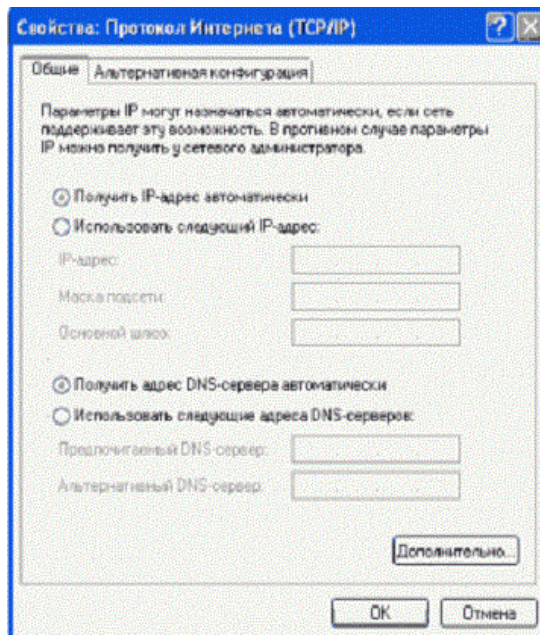 Свойства: Протокол Интернета (TCP/IP)
Общие
Альтернативная конфигурация
Параметры IP могут назначаться автоматически, если сеть
поддерживает эту возможность. В противном случае параметры
IP можно получить у сетевого администратора.
Получить IP-адрес автоматически
Использовать следующий IP-адрес:
IP-адрес:
Маска подсети:
Основной шлюз:
Получить адрес DNS-сервера автоматически
Использовать следующие адреса DNS-серверов:
Предпочитаемый DNS-сервер:
Альтернативный DNS-сервер:
Дополнительно...
OK
Отмена